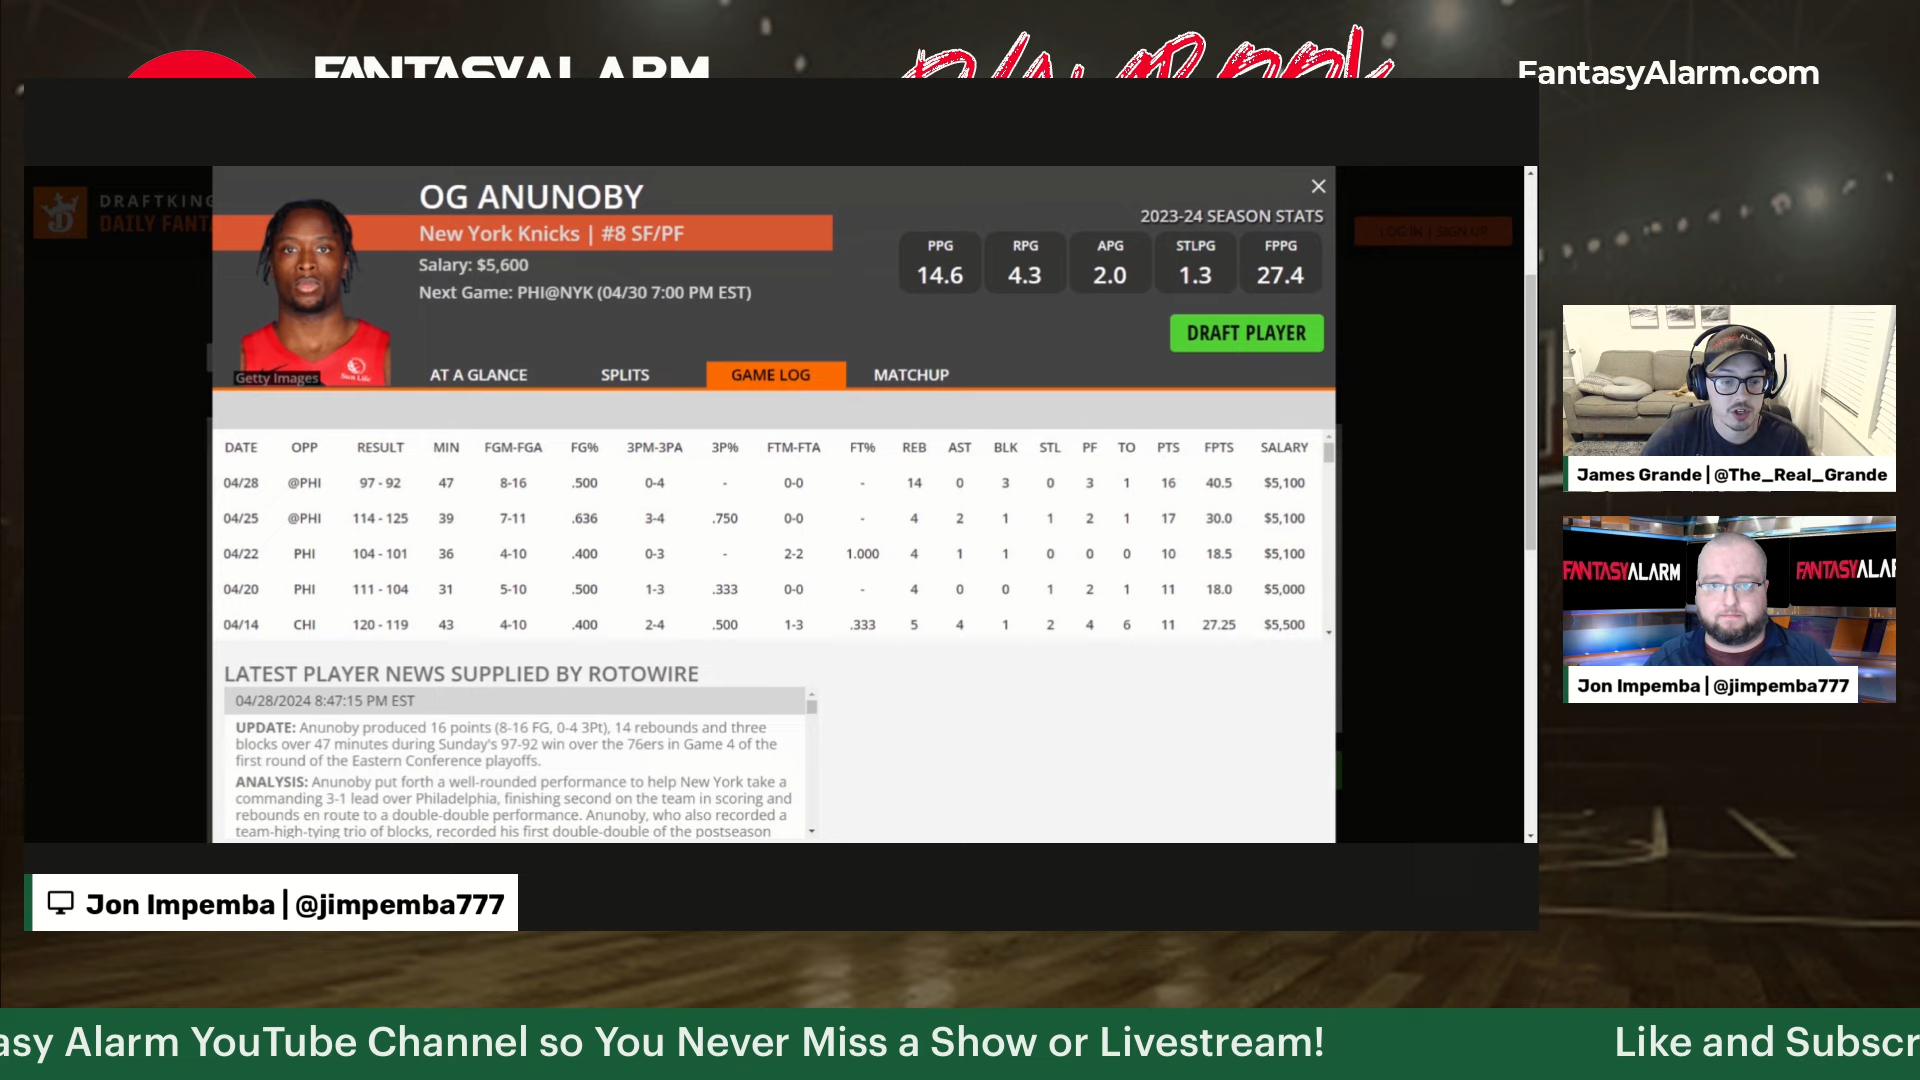 FANTASYALARM
PLAYBOOK
FantasyAlarm.com
DRAFTKING
DAILY FANT
OG ANUNOBY
New York Knicks | #8 SF/PF
Salary: $5,600
Next Game: PHI@NYK (04/30 7:00 PM EST)
2023-24 SEASON STATS
PPG RPG APG STLPG FPPG
14.6 4.3 2.0 1.3 27.4
DRAFT PLAYER
LOG IN | SIGN UP
Getty Images
Sun Life
AT A GLANCE SPLITS GAME LOG MATCHUP
DATE OPP RESULT MIN FGM-FGA FG% 3PM-3PA 3P% FTM-FTA FT% REB AST BLK STL PF TO PTS FPTS SALARY
04/28 @PHI 97 - 92 47 8-16 .500 0-4 - 0-0 - 14 0 3 0 3 1 16 40.5 $5,100
04/25 @PHI 114 - 125 39 7-11 .636 3-4 .750 0-0 - 4 2 1 1 2 1 17 30.0 $5,100
04/22 PHI 104 - 101 36 4-10 .400 0-3 - 2-2 1.000 4 1 1 0 0 0 10 18.5 $5,100
04/20 PHI 111 - 104 31 5-10 .500 1-3 .333 0-0 - 4 0 0 1 2 1 11 18.0 $5,000
04/14 CHI 120 - 119 43 4-10 .400 2-4 .500 1-3 .333 5 4 1 2 4 6 11 27.25 $5,500
LATEST PLAYER NEWS SUPPLIED BY ROTOWIRE
04/28/2024 8:47:15 PM EST
UPDATE: Anunoby produced 16 points (8-16 FG, 0-4 3Pt), 14 rebounds and three
blocks over 47 minutes during Sunday's 97-92 win over the 76ers in Game 4 of the
first round of the Eastern Conference playoffs.
ANALYSIS: Anunoby put forth a well-rounded performance to help New York take a
commanding 3-1 lead over Philadelphia, finishing second on the team in scoring and
rebounds en route to a double-double performance. Anunoby, who also recorded a
team-high-tying trio of blocks, recorded his first double-double of the postseason
James Grande | @The_Real_Grande
FANTASYALARM
FANTASYALA
Jon Impemba | @jimpemba777
Jon Impemba | @jimpemba777
asy Alarm YouTube Channel so You Never Miss a Show or Livestream! Like and Subscr